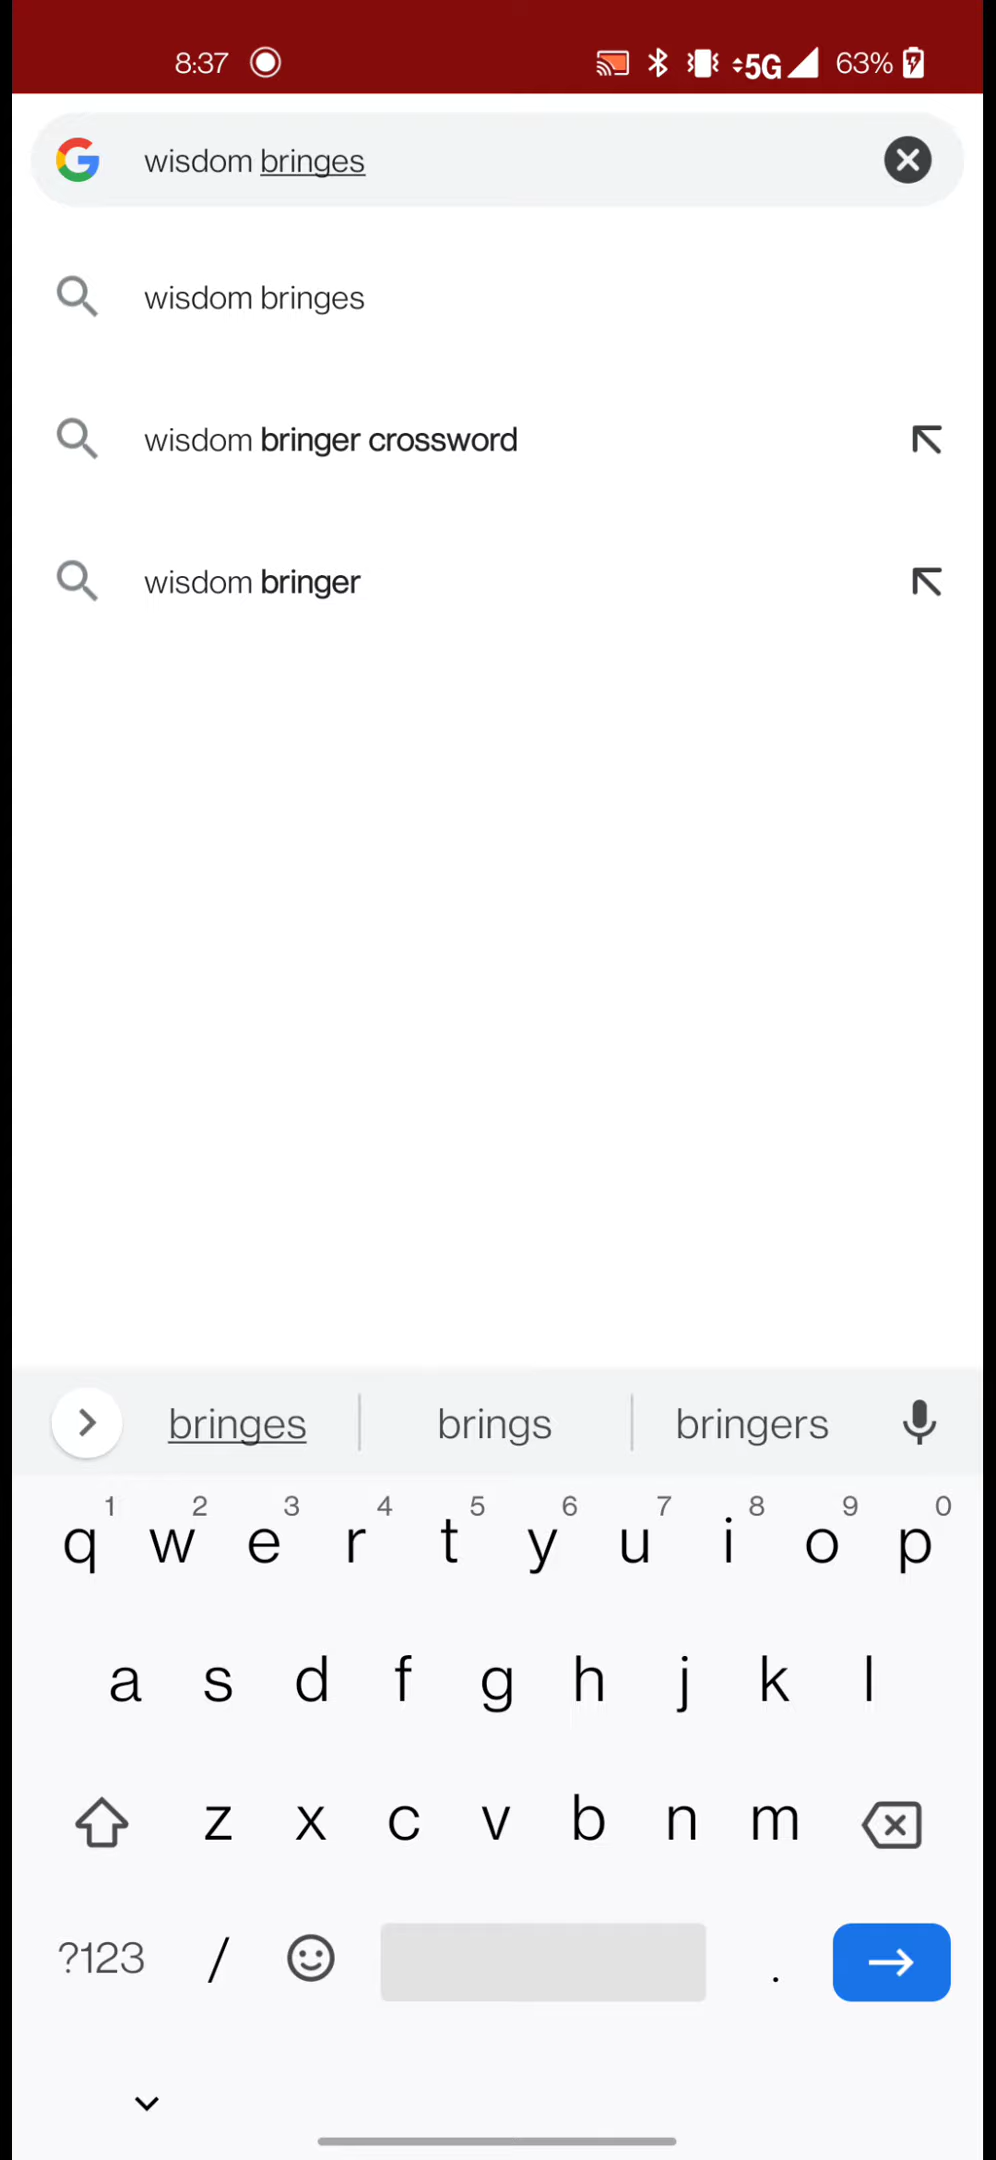 8:37 5G 63%
wisdom bringes
wisdom bringes
wisdom bringer crossword
wisdom bringer
bringes brings bringers
1 2 3 4 5 6 7 8 9 0
q w e r t y u i o p
a s d f g h j k l
z x c v b n m
?123 / .